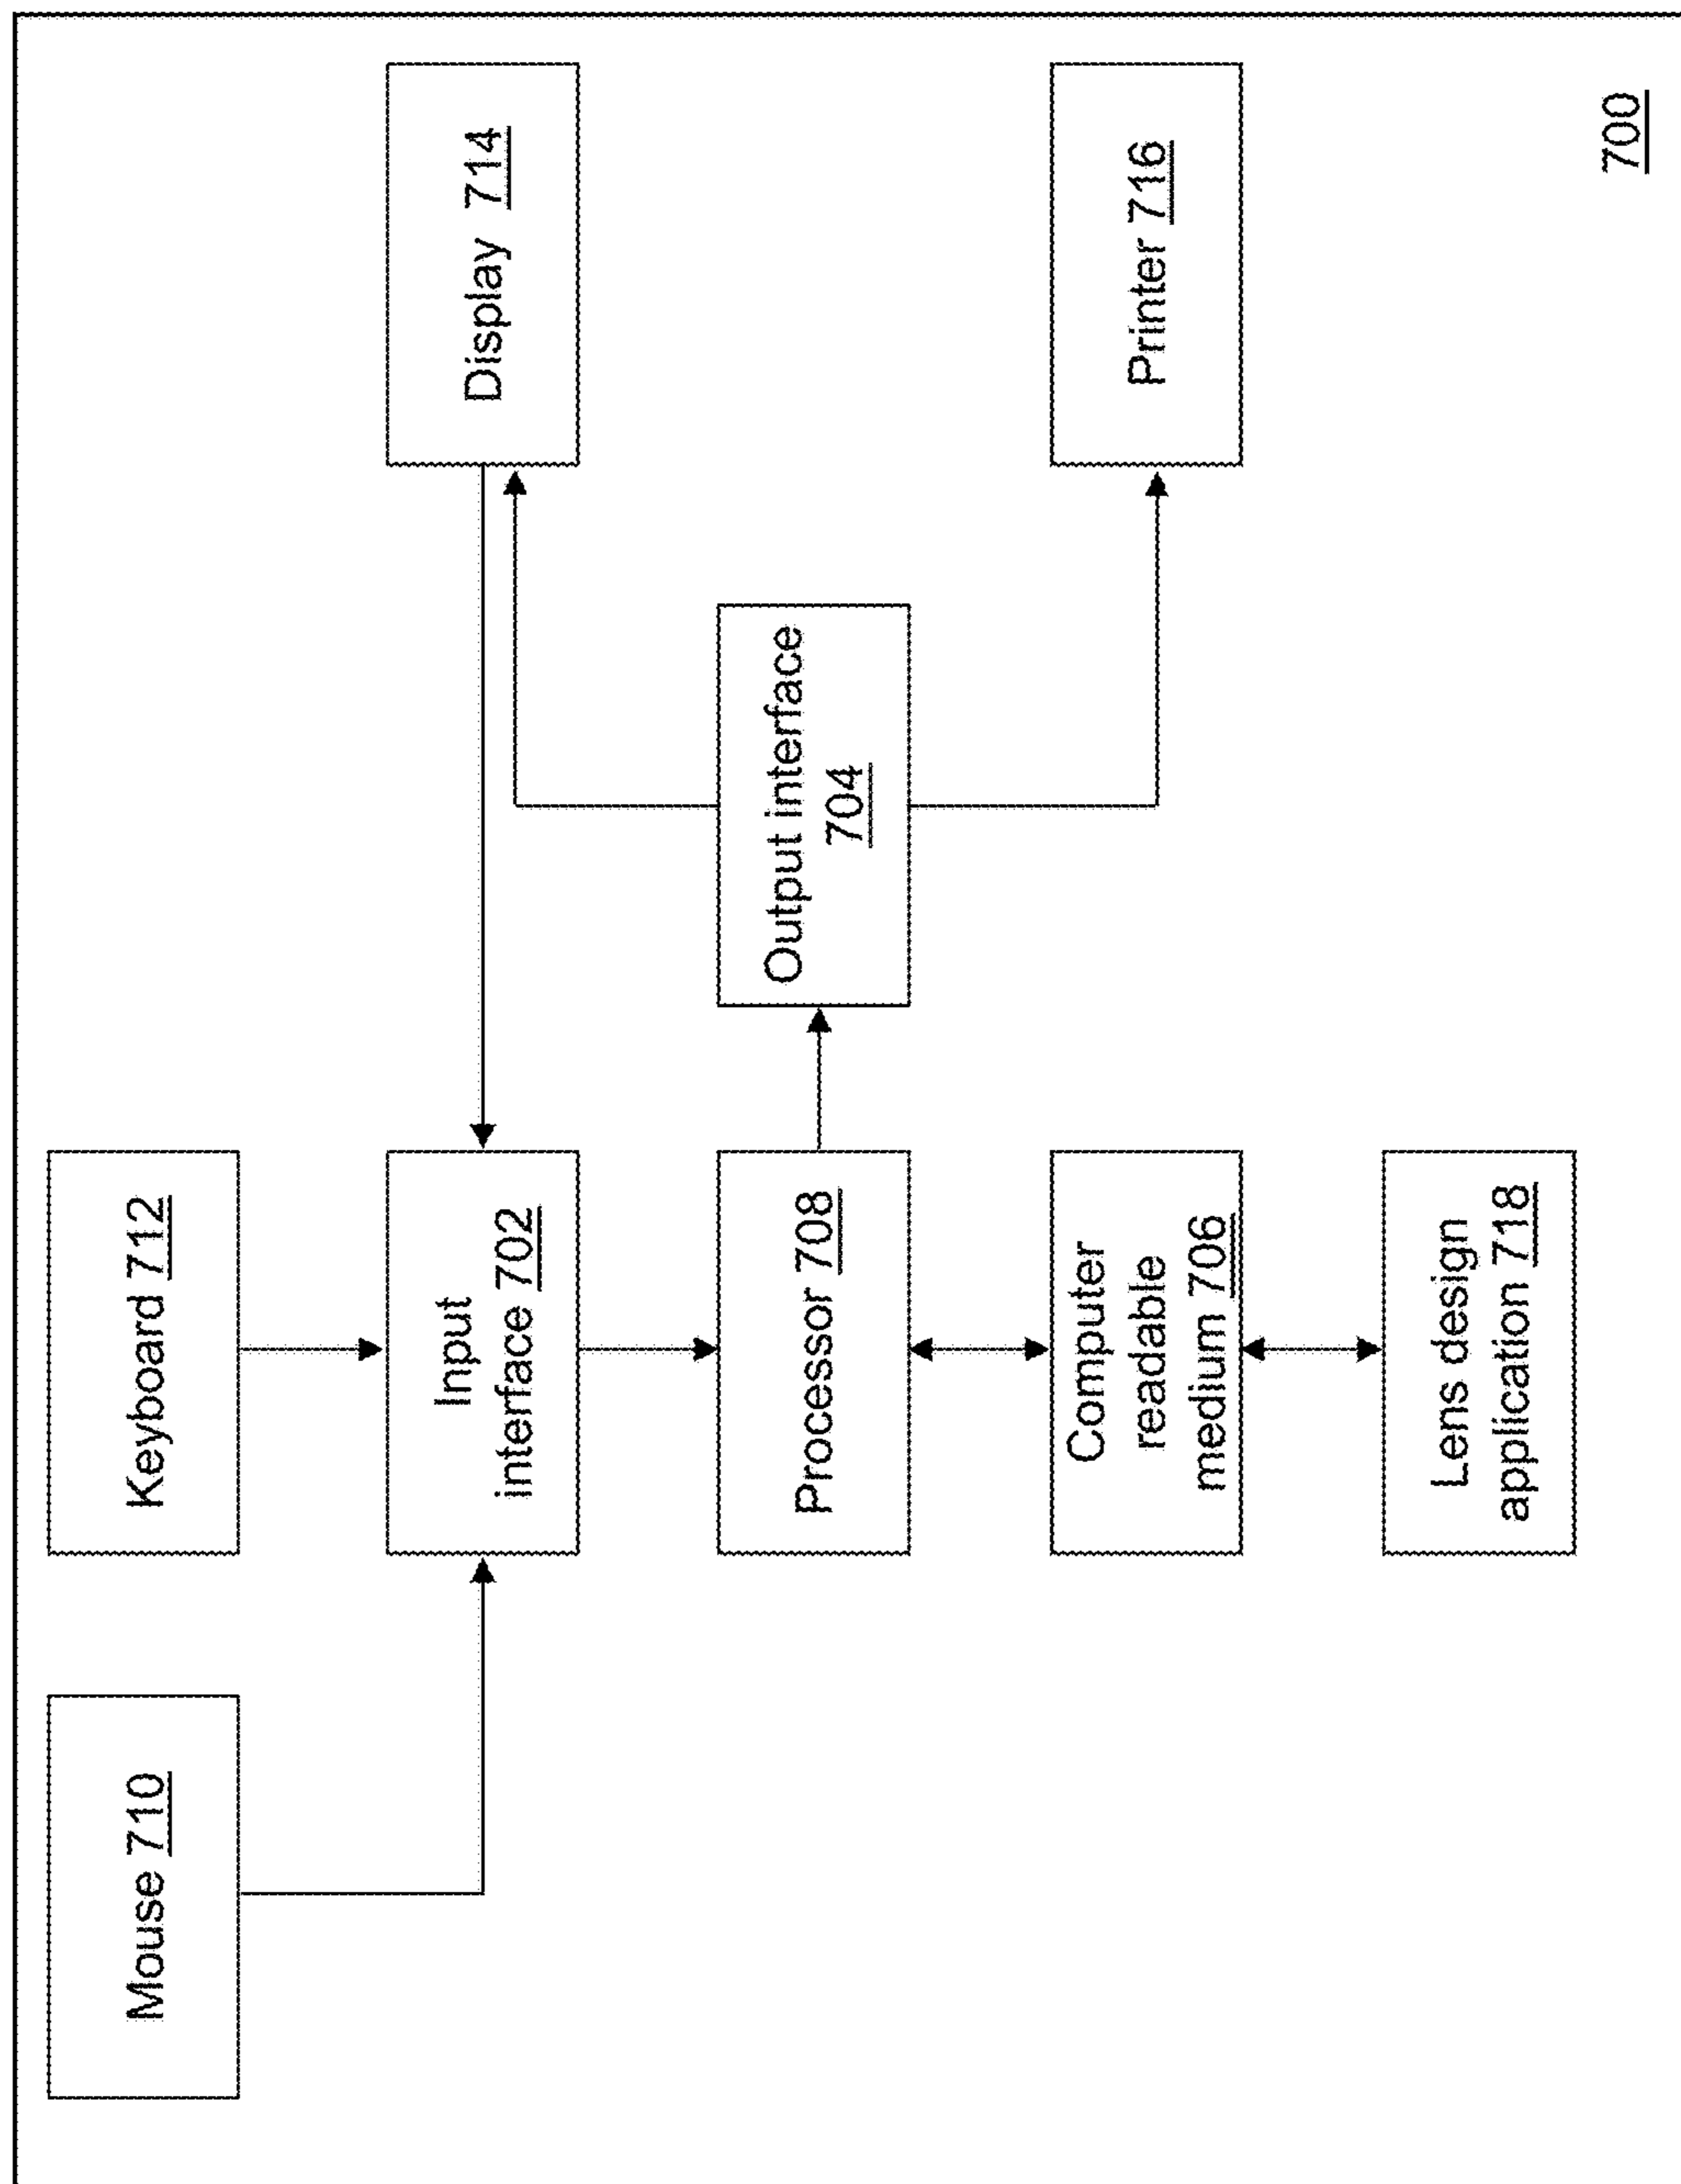 Mouse 710
Keyboard 712
Input
interface 702
Display 714
Processor 708
Output interface
704
Computer
readable
medium 706
Printer 716
Lens design
application 718
700